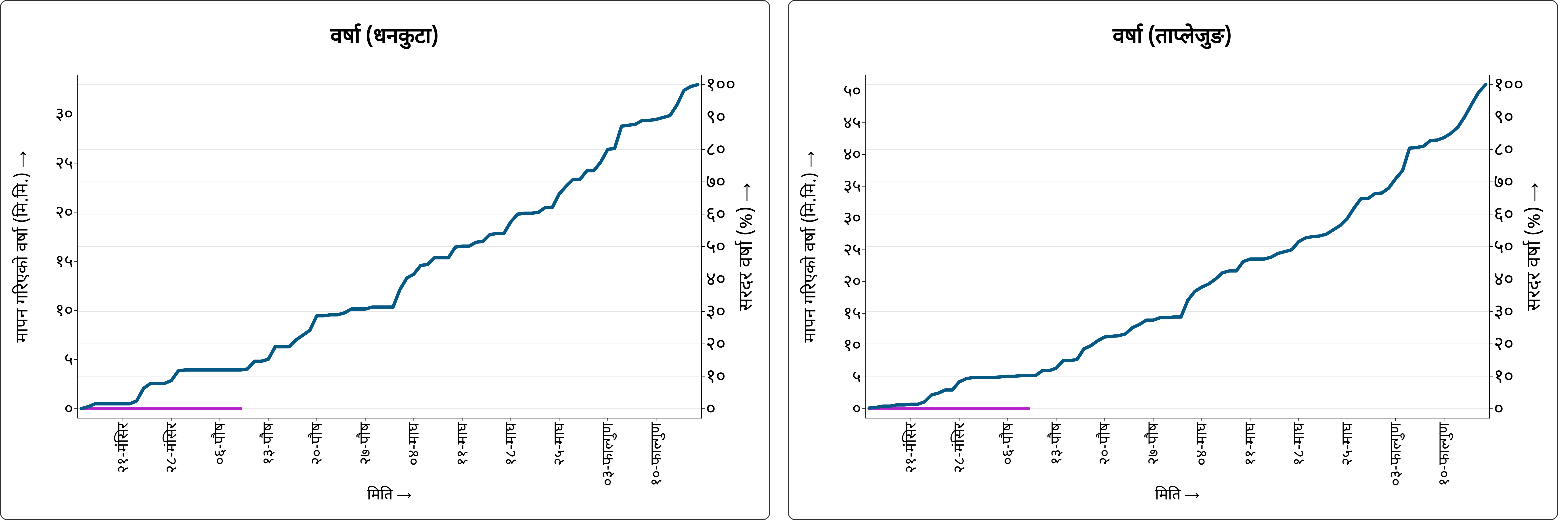 वर्षा (धनकुटा)
मापन गरिएको वर्षा (मि.मि.) →
३०
२५
२०
१५
१०
५
०
१००
९०
८०
७०
६०
५०
४०
३०
२०
१०
०
सरदर वर्षा (%) →
२१-मंसिर
२८-मंसिर
०६-पौष
१३-पौष
२०-पौष
२७-पौष
०४-माघ
११-माघ
१८-माघ
२५-माघ
०३-फाल्गुण
१०-फाल्गुण
मिति →
वर्षा (ताप्लेजुङ)
मापन गरिएको वर्षा (मि.मि.) →
५०
४५
४०
३५
३०
२५
२०
१५
१०
५
०
१००
९०
८०
७०
६०
५०
४०
३०
२०
१०
०
सरदर वर्षा (%) →
२१-मंसिर
२८-मंसिर
०६-पौष
१३-पौष
२०-पौष
२७-पौष
०४-माघ
११-माघ
१८-माघ
२५-माघ
०३-फाल्गुण
१०-फाल्गुण
मिति →